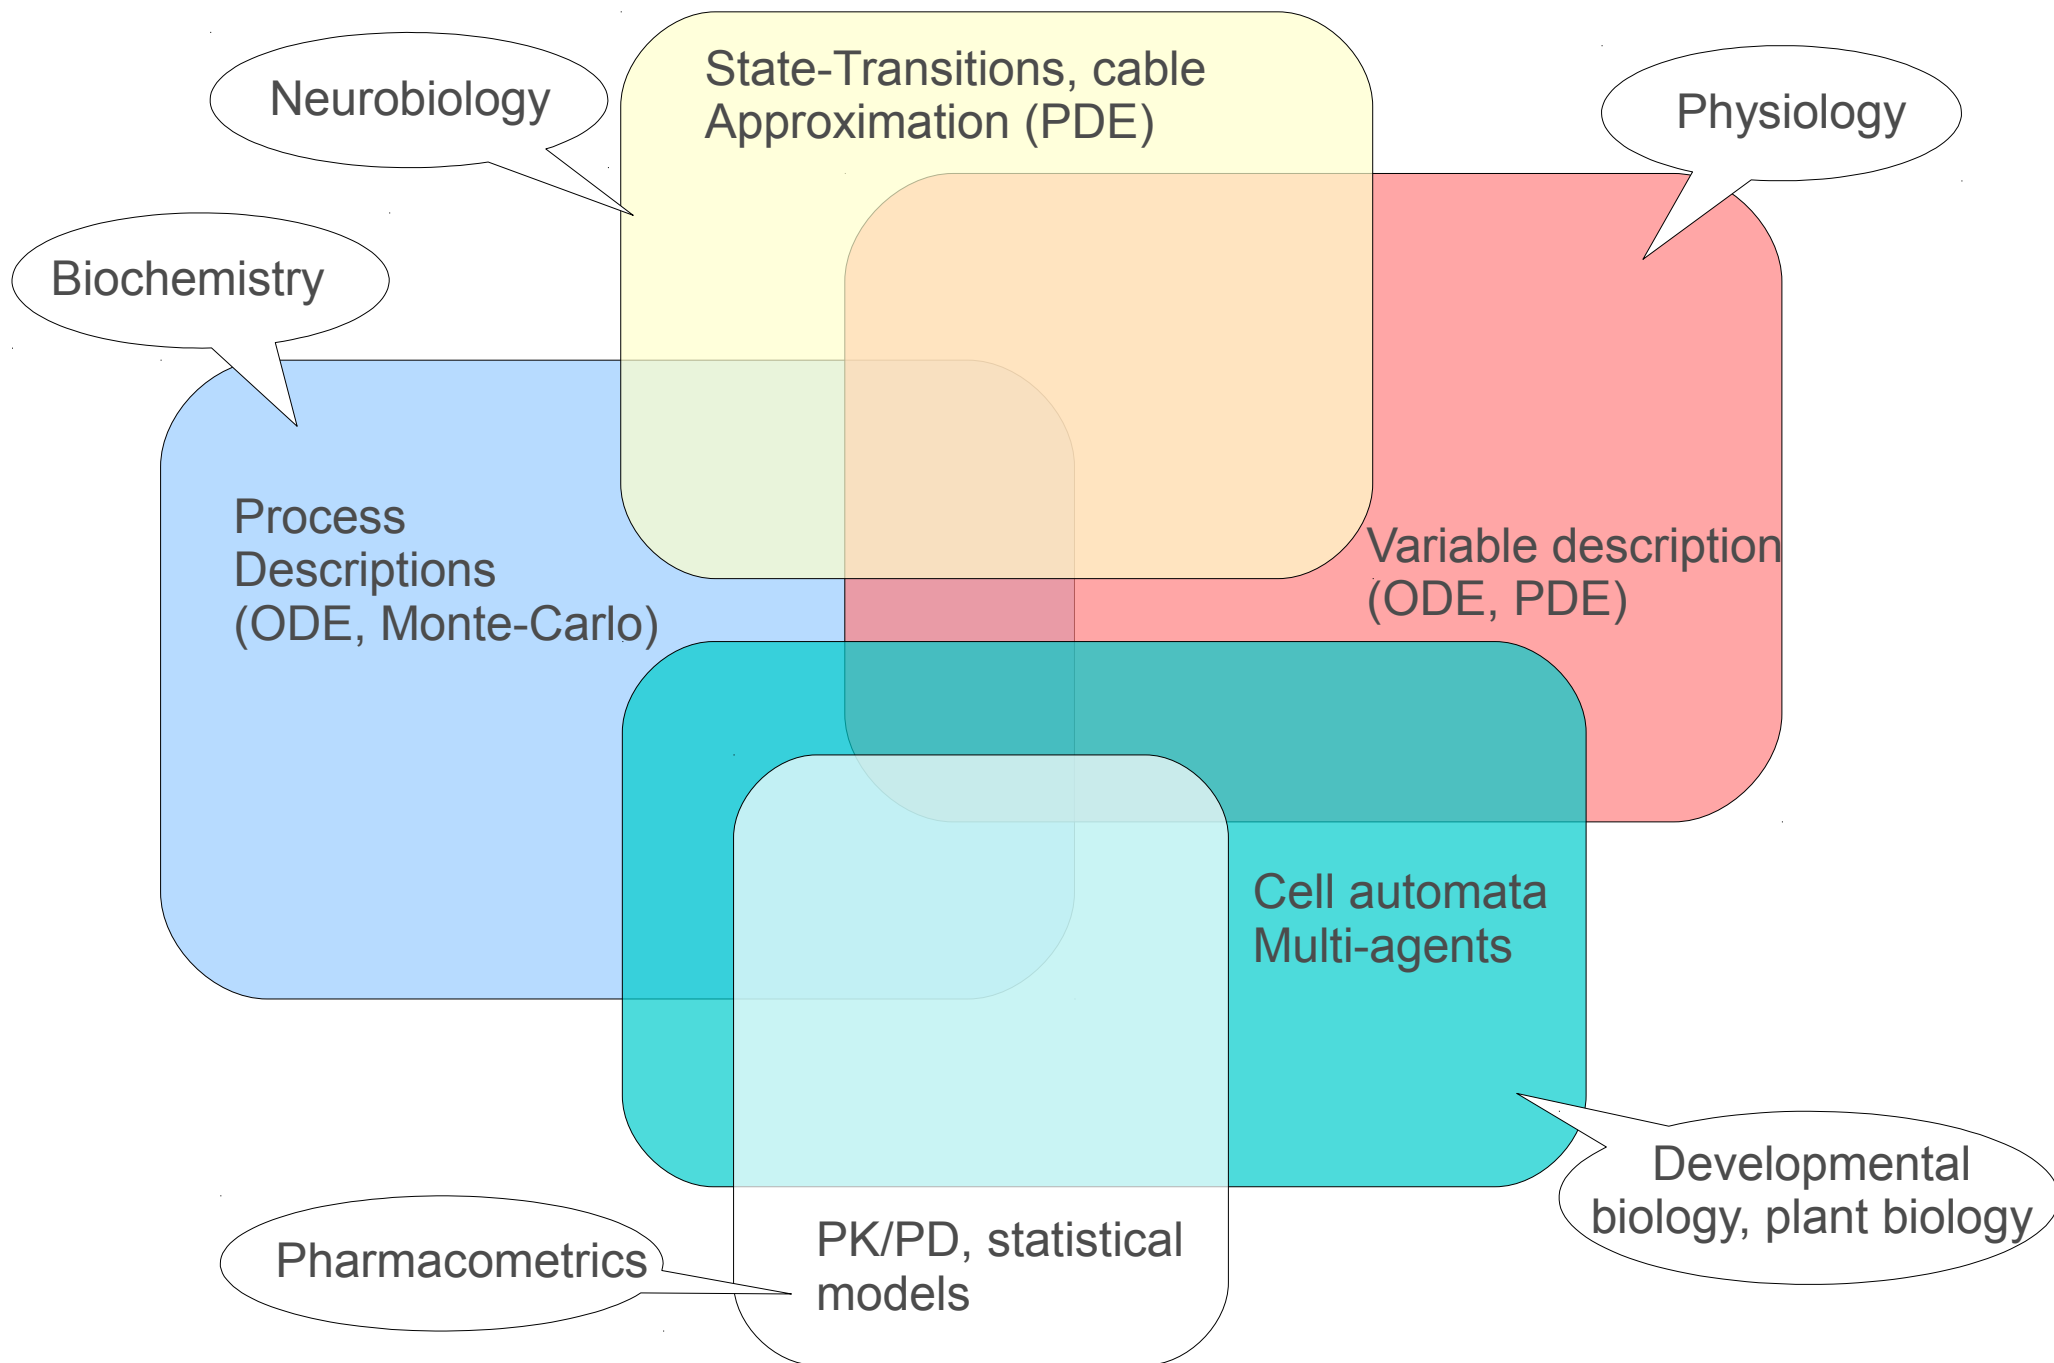 State-Transitions, cable
Approximation (PDE)
Neurobiology
Physiology
Biochemistry
Process
Descriptions
(ODE, Monte-Carlo)
Variable description
(ODE, PDE)
Cell automata
Multi-agents
Developmental
biology, plant biology
PK/PD, statistical
models
Pharmacometrics